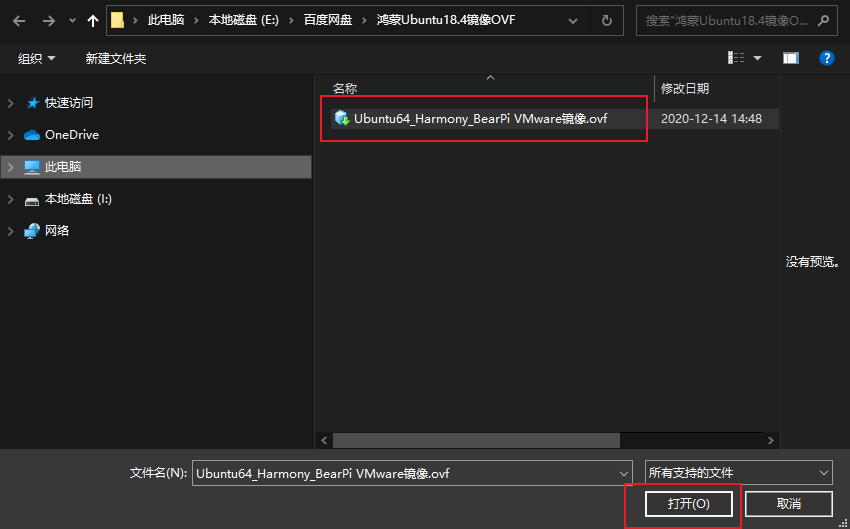 此电脑 › 本地磁盘 (E:) › 百度网盘 › 鸿蒙Ubuntu18.4镜像OVF
搜索"鸿蒙Ubuntu18.4镜像O...
组织 新建文件夹
名称 修改日期
Ubuntu64_Harmony_BearPi VMware镜像.ovf 2020-12-14 14:48
快速访问
OneDrive
此电脑
本地磁盘 (I:)
网络
没有预览。
文件名(N): Ubuntu64_Harmony_BearPi VMware镜像.ovf 所有支持的文件
打开(O) 取消